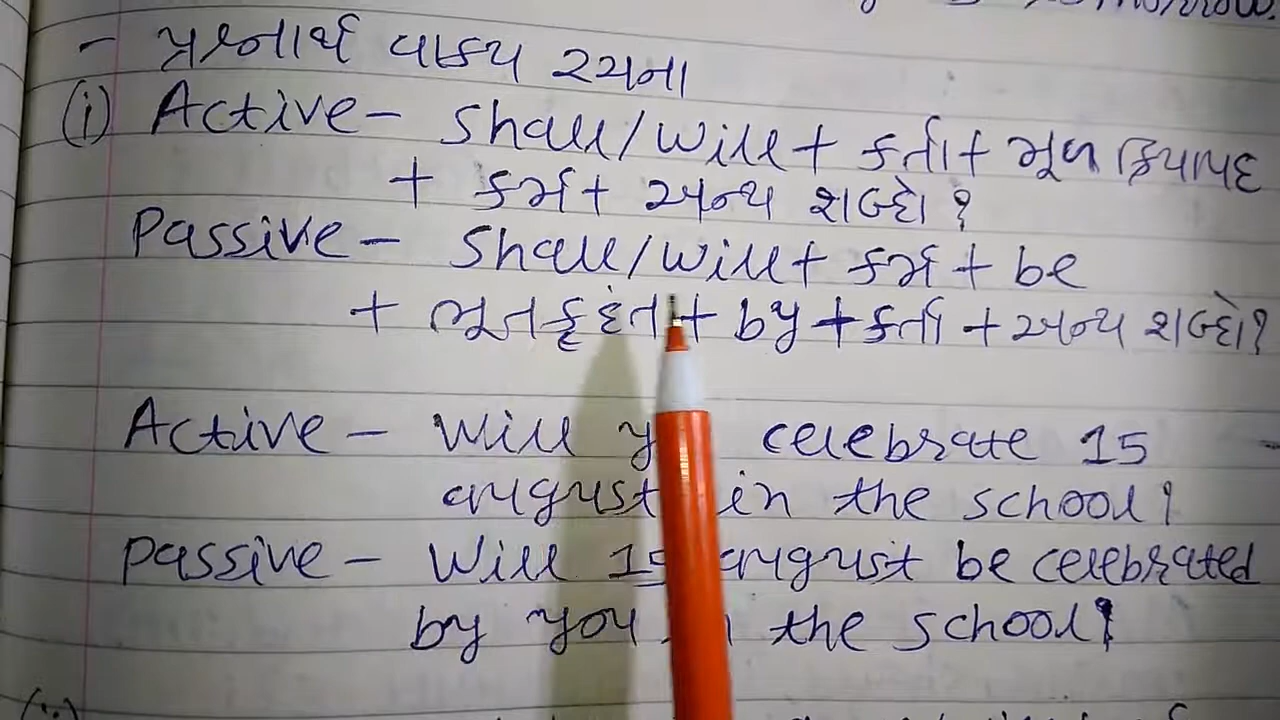 - પ્રશ્નાર્થ વાક્ય રચના
(i) Active - Shall/will + કર્તા + મૂળ ક્રિયાપદ
+ કર્મ + અન્ય શબ્દો ?
Passive - Shall/will + કર્મ + be
+ ભૂતકૃદંત + by + કર્તા + અન્ય શબ્દો ?
Active - Will celebrate 15
august in the school ?
Passive - Will 15 august be celebrated
by you the school ?